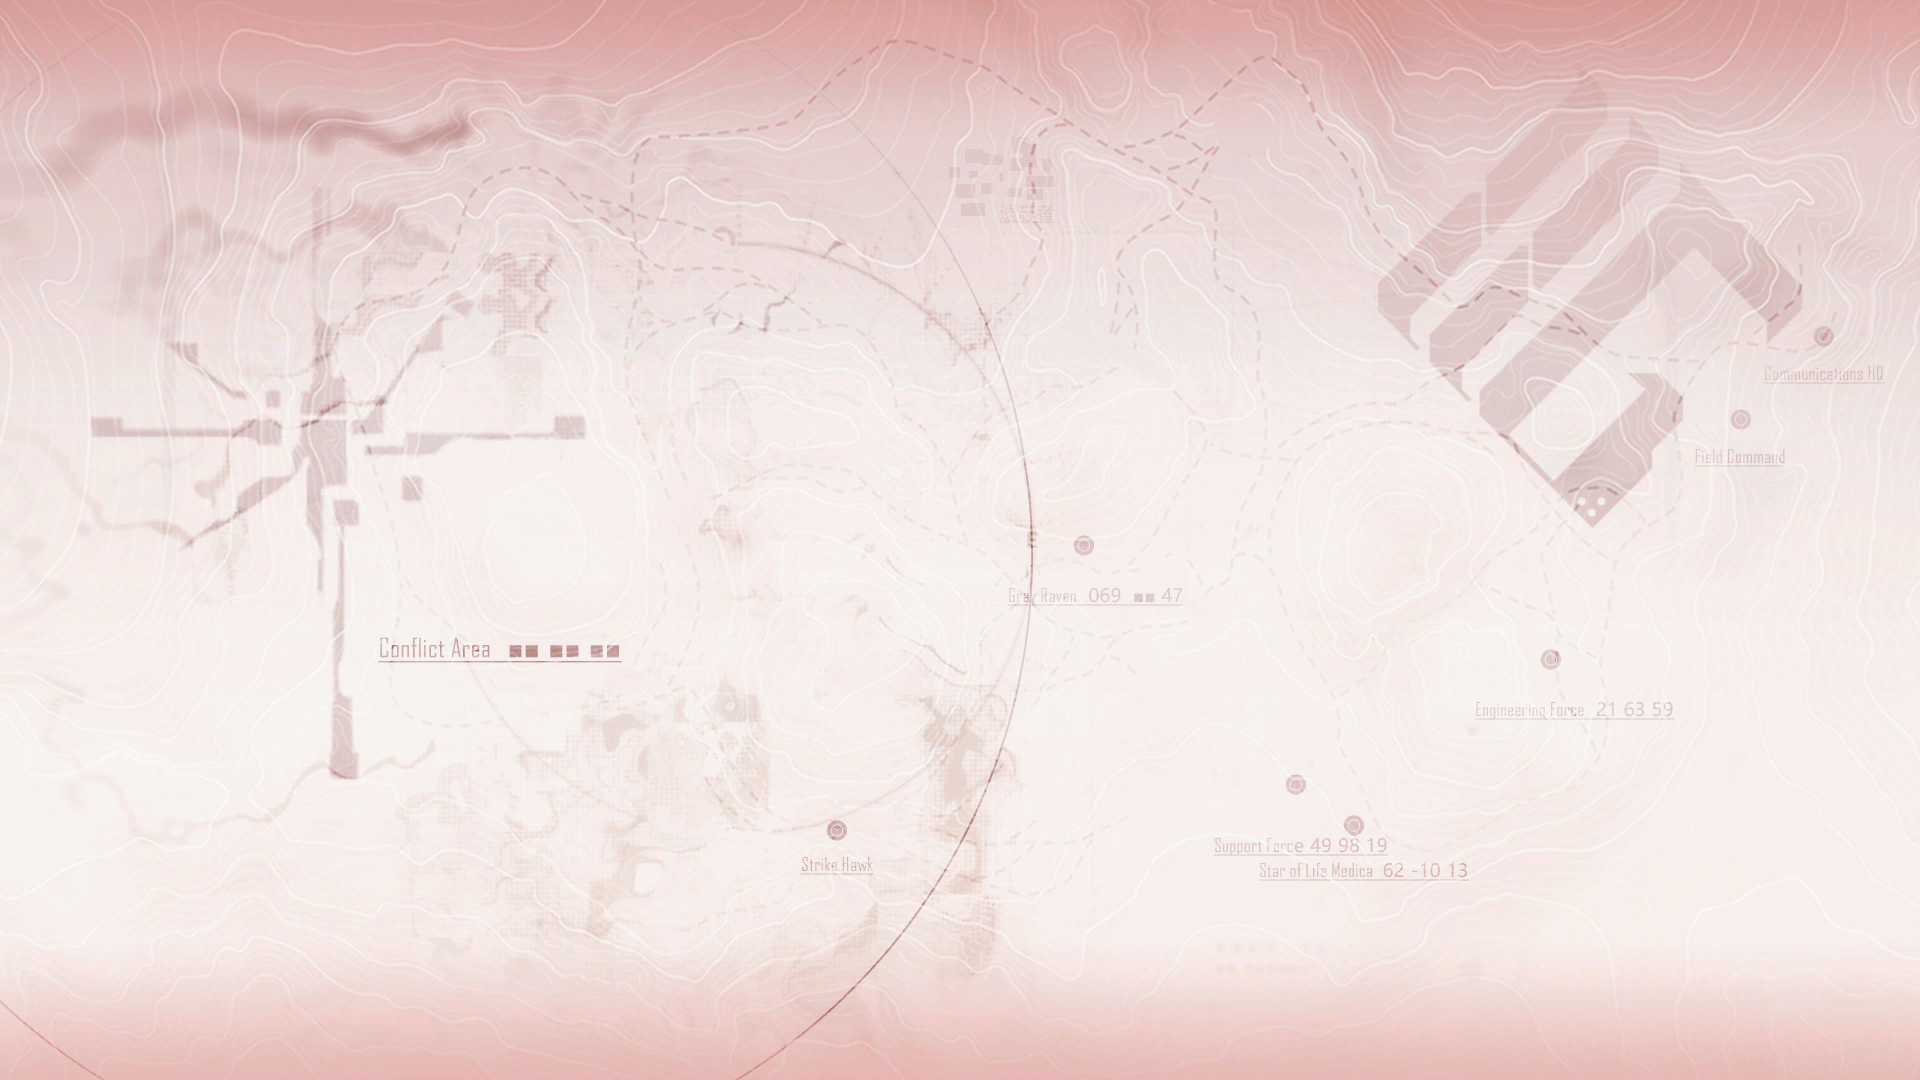 Communications HQ
Field Command
Gray Raven 069 ■■ 47
Conflict Area ■■ ■■ ■■
Engineering Force 21 63 59
Support Force 49 98 19
Strike Hawk
Star of Life Medica 62 -10 13